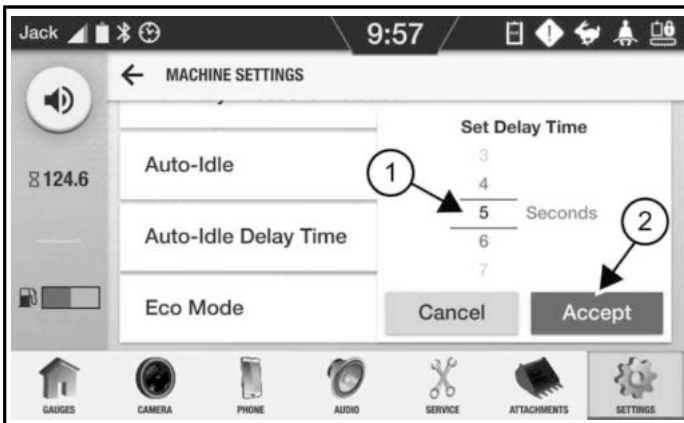 Jack 9:57
MACHINE SETTINGS
Set Delay Time
3
Auto-Idle
1
4
124.6
5 Seconds
2
Auto-Idle Delay Time
6
7
Eco Mode
Cancel Accept
GAUGES CAMERA PHONE AUDIO SERVICE ATTACHMENTS SETTINGS